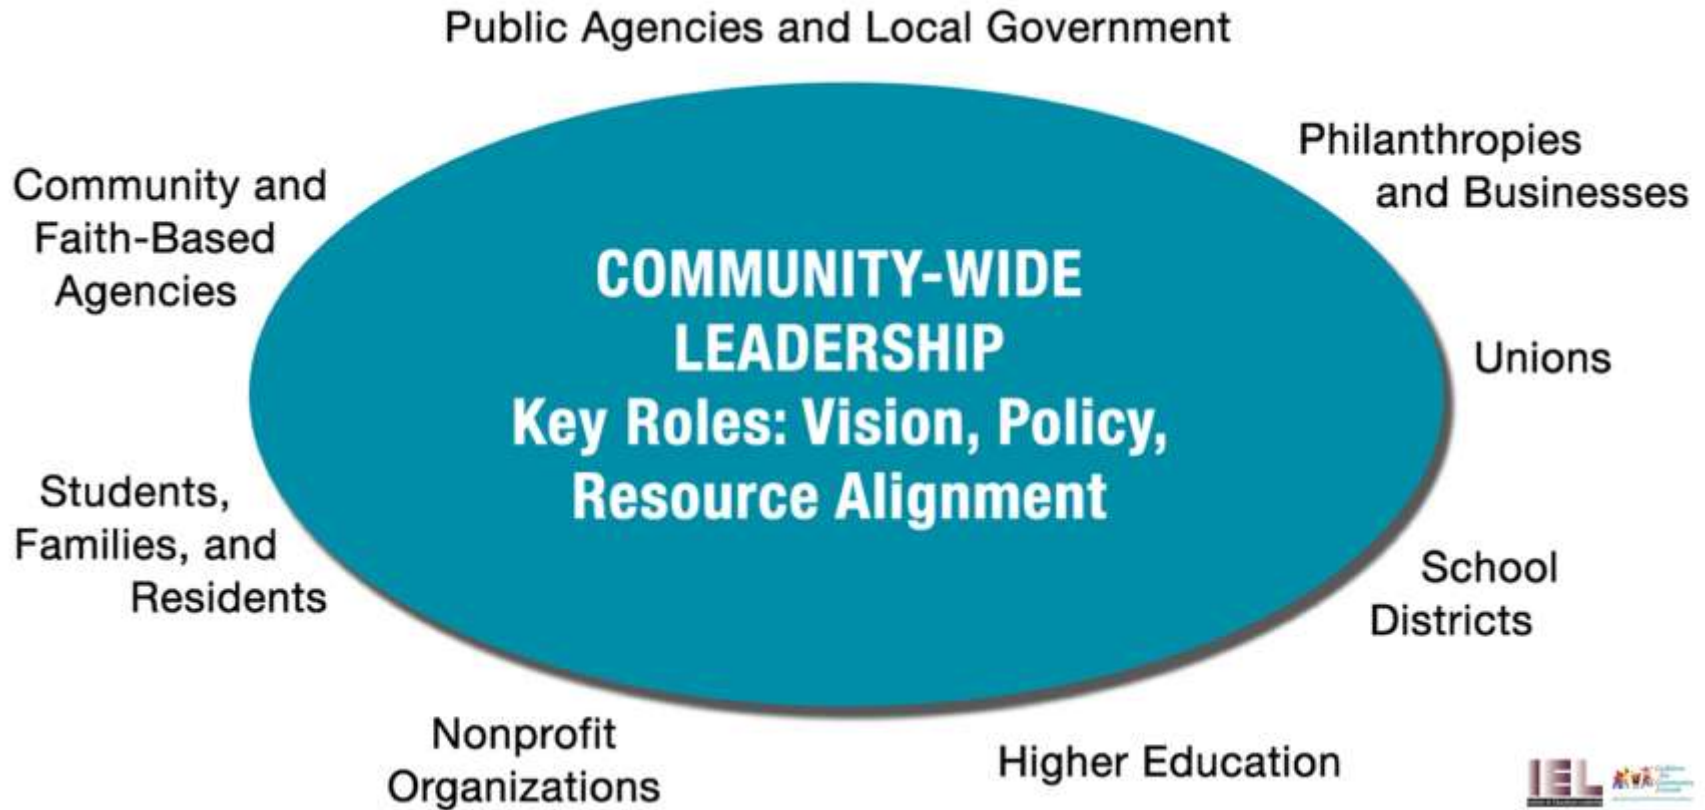 Public Agencies and Local Government
Philanthropies
and Businesses
Community and
Faith-Based
Agencies
COMMUNITY-WIDE
LEADERSHIP
Key Roles: Vision, Policy,
Resource Alignment
Unions
Students,
Families, and
Residents
School
Districts
Nonprofit
Organizations
Higher Education
IEL